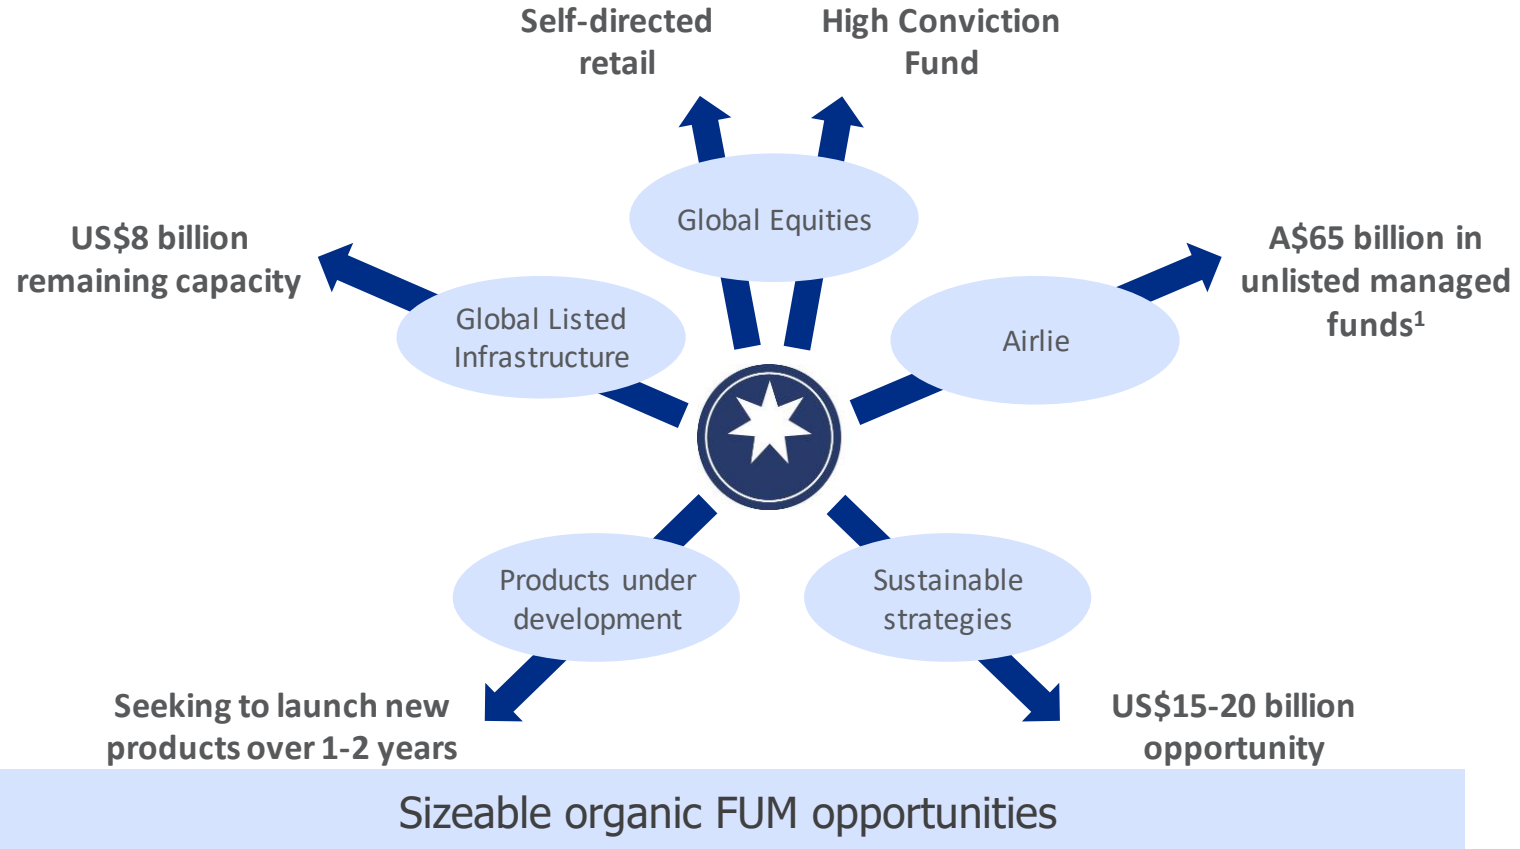 Self-directed
retail
High Conviction
Fund
Global Equities
US$8 billion
remaining capacity
Global Listed
Infrastructure
A$65 billion in
unlisted managed
funds¹
Airlie
Products under
development
Sustainable
strategies
Seeking to launch new
products over 1-2 years
US$15-20 billion
opportunity
Sizeable organic FUM opportunities